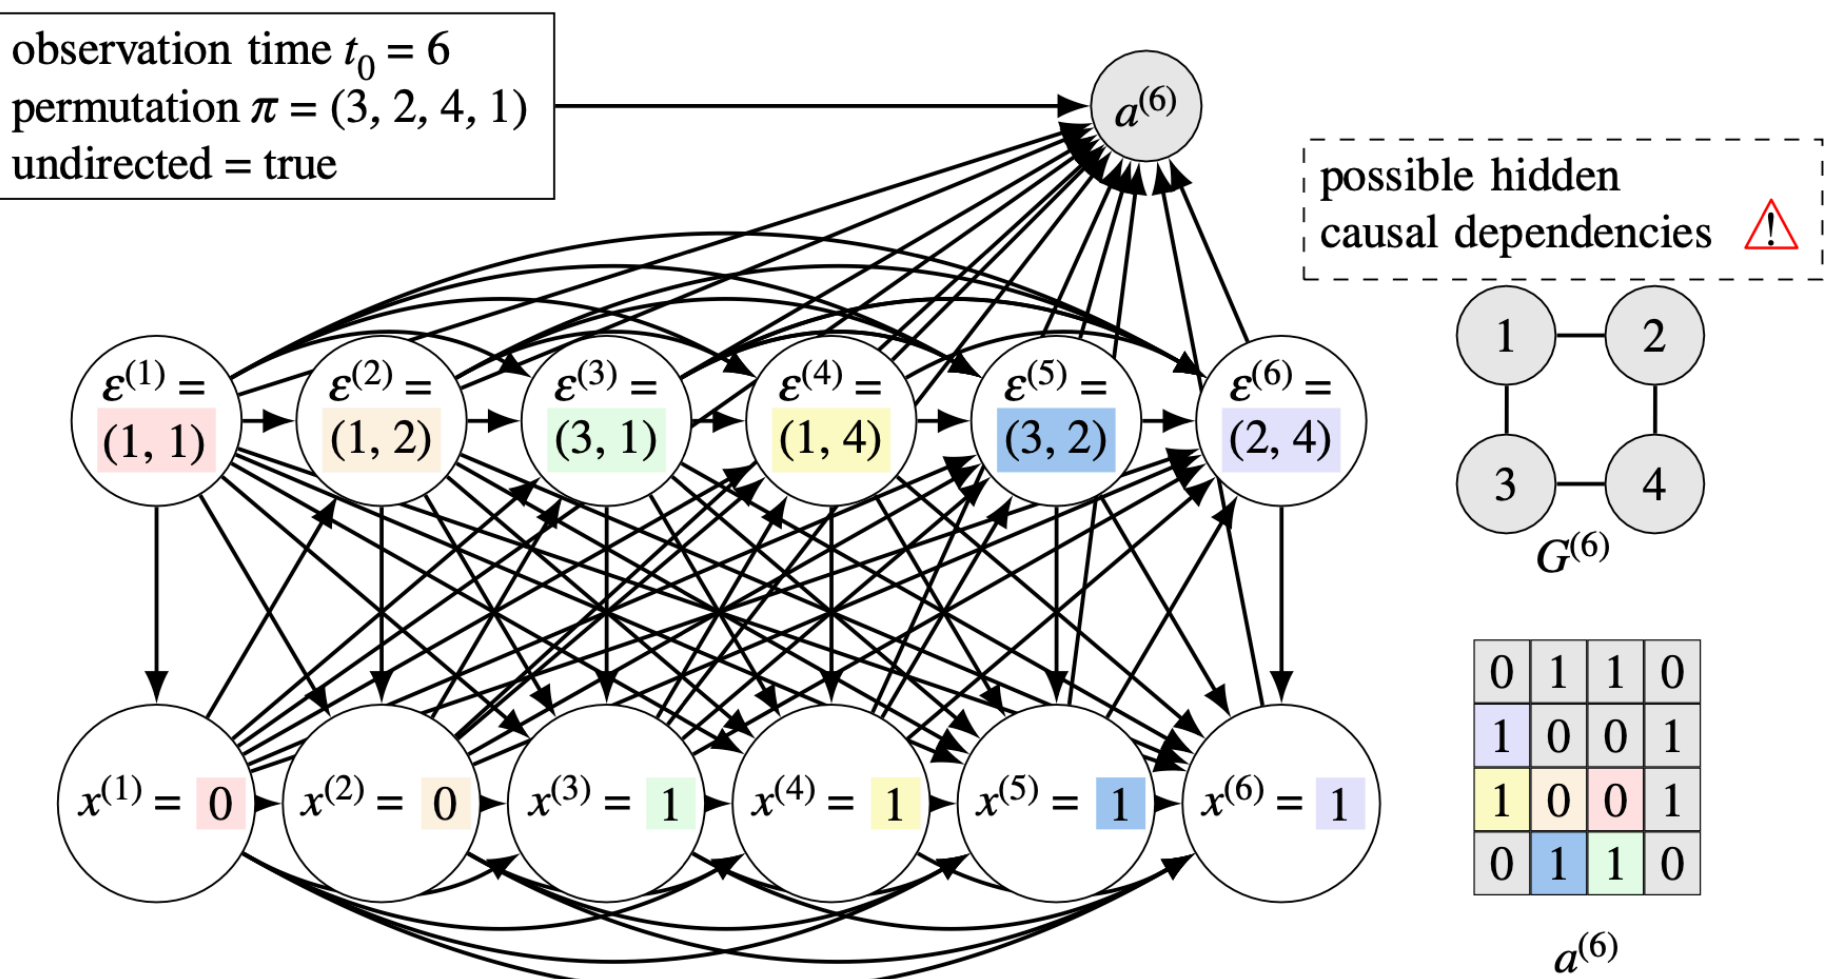 observation time t₀ = 6
permutation π = (3, 2, 4, 1)
undirected = true
a⁽⁶⁾
possible hidden
causal dependencies !
ε⁽¹⁾ =
(1, 1)
ε⁽²⁾ =
(1, 2)
ε⁽³⁾ =
(3, 1)
ε⁽⁴⁾ =
(1, 4)
ε⁽⁵⁾ =
(3, 2)
ε⁽⁶⁾ =
(2, 4)
1 2
3 4
G⁽⁶⁾
x⁽¹⁾ = 0
x⁽²⁾ = 0
x⁽³⁾ = 1
x⁽⁴⁾ = 1
x⁽⁵⁾ = 1
x⁽⁶⁾ = 1
0 1 1 0
1 0 0 1
1 0 0 1
0 1 1 0
a⁽⁶⁾